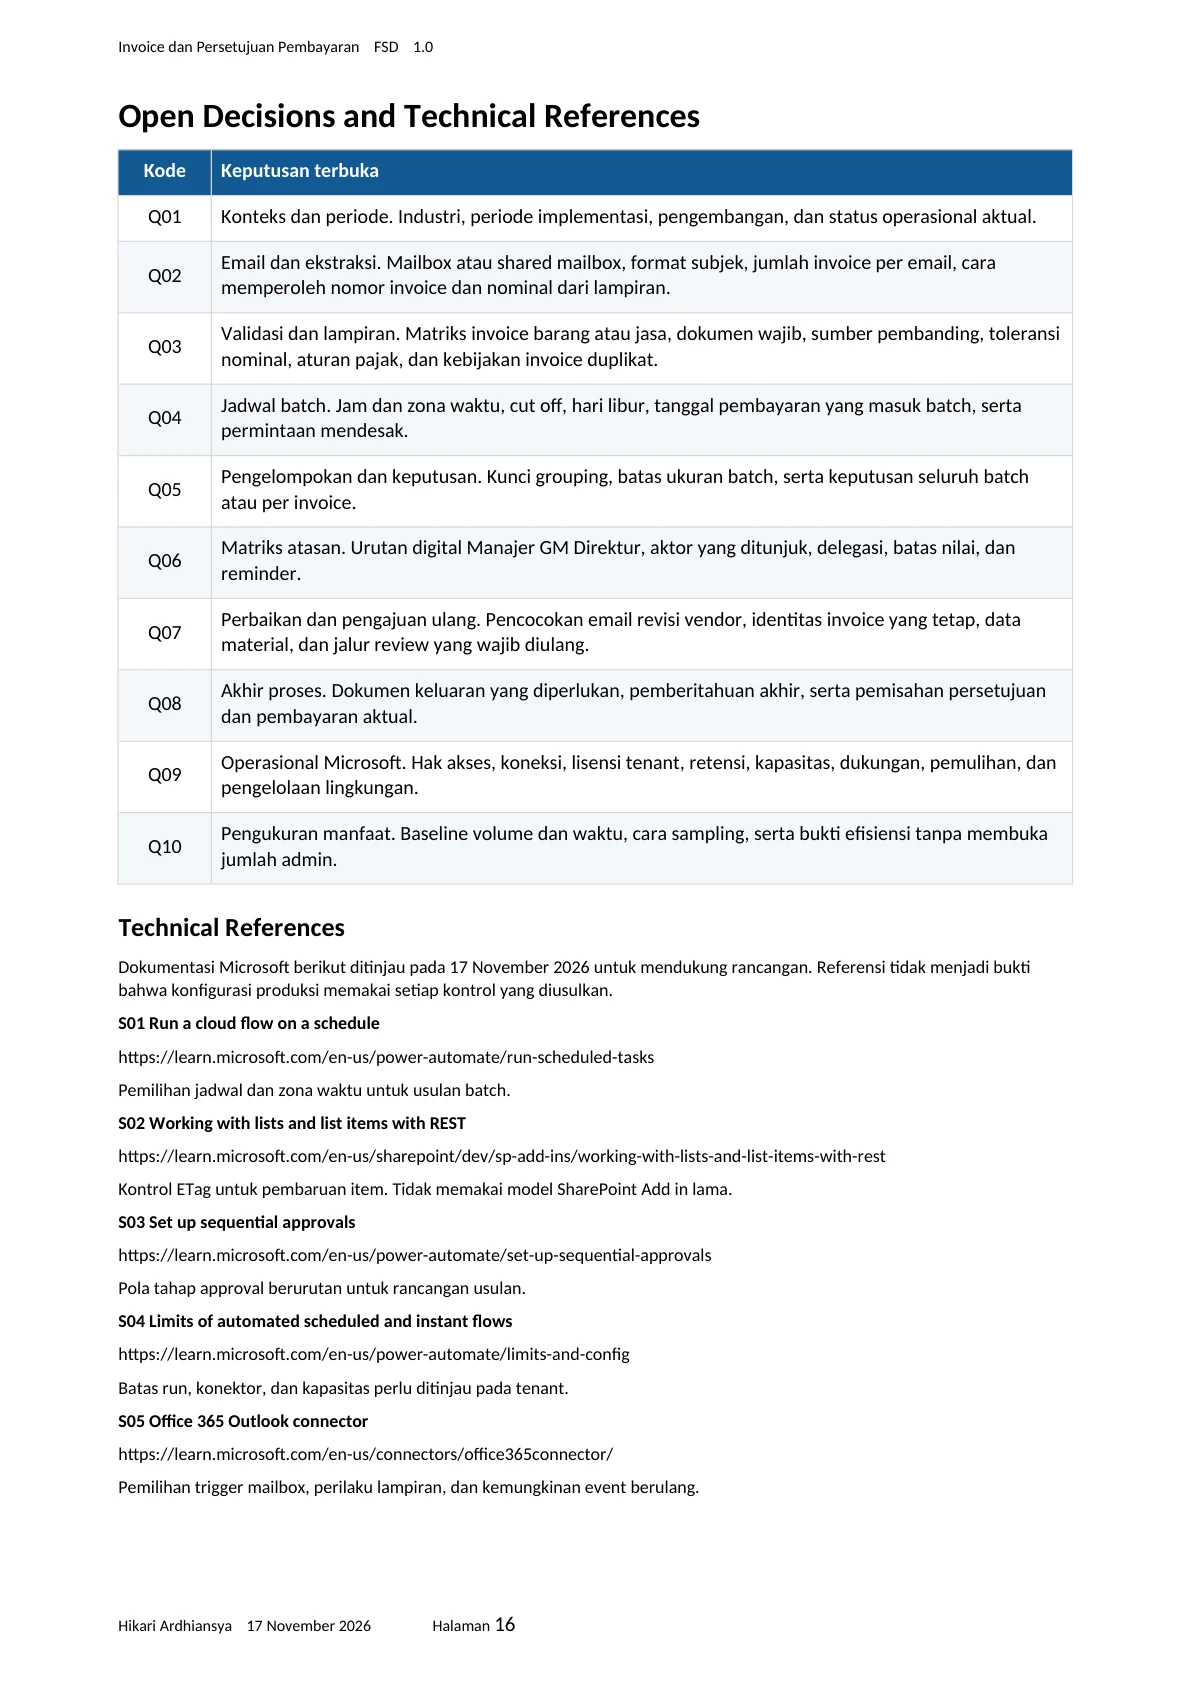 Invoice dan Persetujuan Pembayaran FSD 1.0
Open Decisions and Technical References
Kode Keputusan terbuka
Q01 Konteks dan periode. Industri, periode implementasi, pengembangan, dan status operasional aktual.
Q02 Email dan ekstraksi. Mailbox atau shared mailbox, format subjek, jumlah invoice per email, cara
memperoleh nomor invoice dan nominal dari lampiran.
Q03 Validasi dan lampiran. Matriks invoice barang atau jasa, dokumen wajib, sumber pembanding, toleransi
nominal, aturan pajak, dan kebijakan invoice duplikat.
Q04 Jadwal batch. Jam dan zona waktu, cut off, hari libur, tanggal pembayaran yang masuk batch, serta
permintaan mendesak.
Q05 Pengelompokan dan keputusan. Kunci grouping, batas ukuran batch, serta keputusan seluruh batch
atau per invoice.
Q06 Matriks atasan. Urutan digital Manajer GM Direktur, aktor yang ditunjuk, delegasi, batas nilai, dan
reminder.
Q07 Perbaikan dan pengajuan ulang. Pencocokan email revisi vendor, identitas invoice yang tetap, data
material, dan jalur review yang wajib diulang.
Q08 Akhir proses. Dokumen keluaran yang diperlukan, pemberitahuan akhir, serta pemisahan persetujuan
dan pembayaran aktual.
Q09 Operasional Microsoft. Hak akses, koneksi, lisensi tenant, retensi, kapasitas, dukungan, pemulihan, dan
pengelolaan lingkungan.
Q10 Pengukuran manfaat. Baseline volume dan waktu, cara sampling, serta bukti efisiensi tanpa membuka
jumlah admin.
Technical References
Dokumentasi Microsoft berikut ditinjau pada 17 November 2026 untuk mendukung rancangan. Referensi tidak menjadi bukti
bahwa konfigurasi produksi memakai setiap kontrol yang diusulkan.
S01 Run a cloud flow on a schedule
https://learn.microsoft.com/en-us/power-automate/run-scheduled-tasks
Pemilihan jadwal dan zona waktu untuk usulan batch.
S02 Working with lists and list items with REST
https://learn.microsoft.com/en-us/sharepoint/dev/sp-add-ins/working-with-lists-and-list-items-with-rest
Kontrol ETag untuk pembaruan item. Tidak memakai model SharePoint Add in lama.
S03 Set up sequential approvals
https://learn.microsoft.com/en-us/power-automate/set-up-sequential-approvals
Pola tahap approval berurutan untuk rancangan usulan.
S04 Limits of automated scheduled and instant flows
https://learn.microsoft.com/en-us/power-automate/limits-and-config
Batas run, konektor, dan kapasitas perlu ditinjau pada tenant.
S05 Office 365 Outlook connector
https://learn.microsoft.com/en-us/connectors/office365connector/
Pemilihan trigger mailbox, perilaku lampiran, dan kemungkinan event berulang.
Hikari Ardhiansya 17 November 2026 Halaman 16